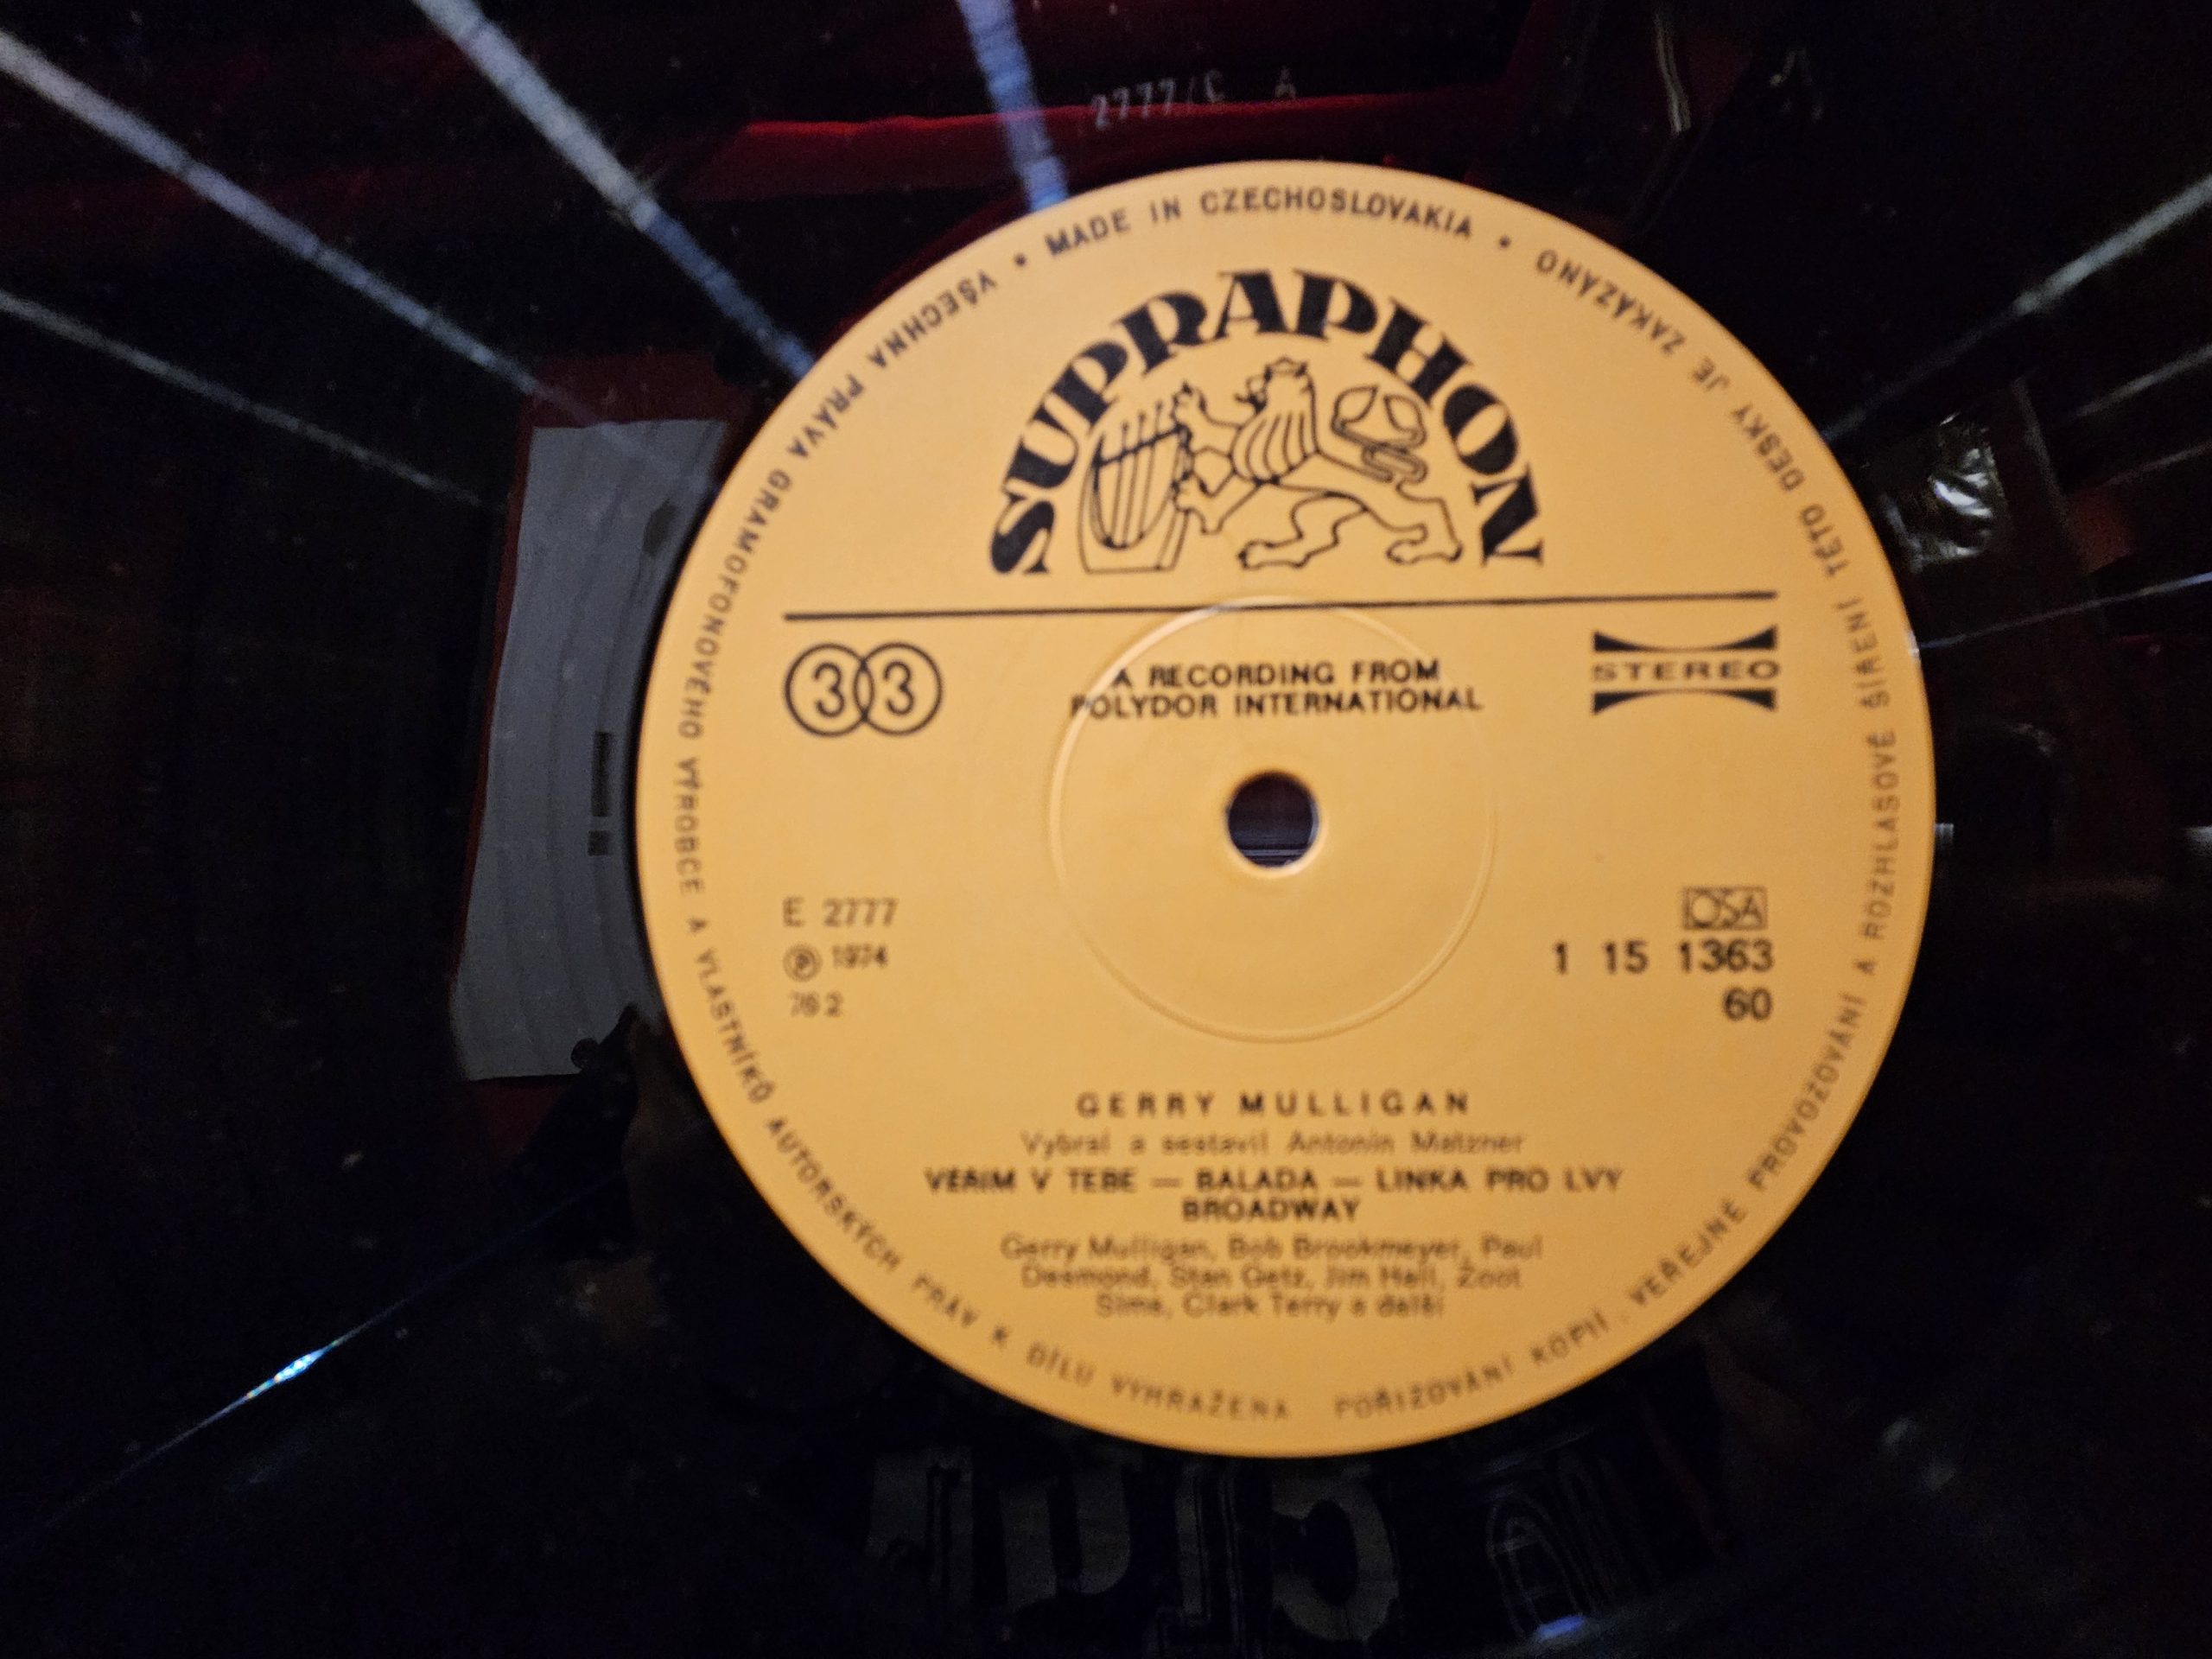 2777/C A
VŠECHNA PRÁVA GRAMOFONOVÉHO VÝROBCE A VLASTNÍKŮ AUTORSKÝCH PRÁV K DÍLU VYHRAŽENA
POŘIZOVÁNÍ KOPIÍ, VEŘEJNÉ PROVOZOVÁNÍ A ROZHLASOVÉ ŠÍŘENÍ TÉTO DESKY JE ZAKÁZÁNO
• MADE IN CZECHOSLOVAKIA •
SUPRAPHON
33
A RECORDING FROM
POLYDOR INTERNATIONAL
STEREO
E 2777
Ⓟ 1974
76 2
OSA
1 15 1363
60
GERRY MULLIGAN
Vybral a sestavil Antonín Matzner
VĚŘÍM V TEBE — BALADA — LINKA PRO LVY
BROADWAY
Gerry Mulligan, Bob Brookmeyer, Paul
Desmond, Stan Getz, Jim Hall, Zoot
Sims, Clark Terry a další